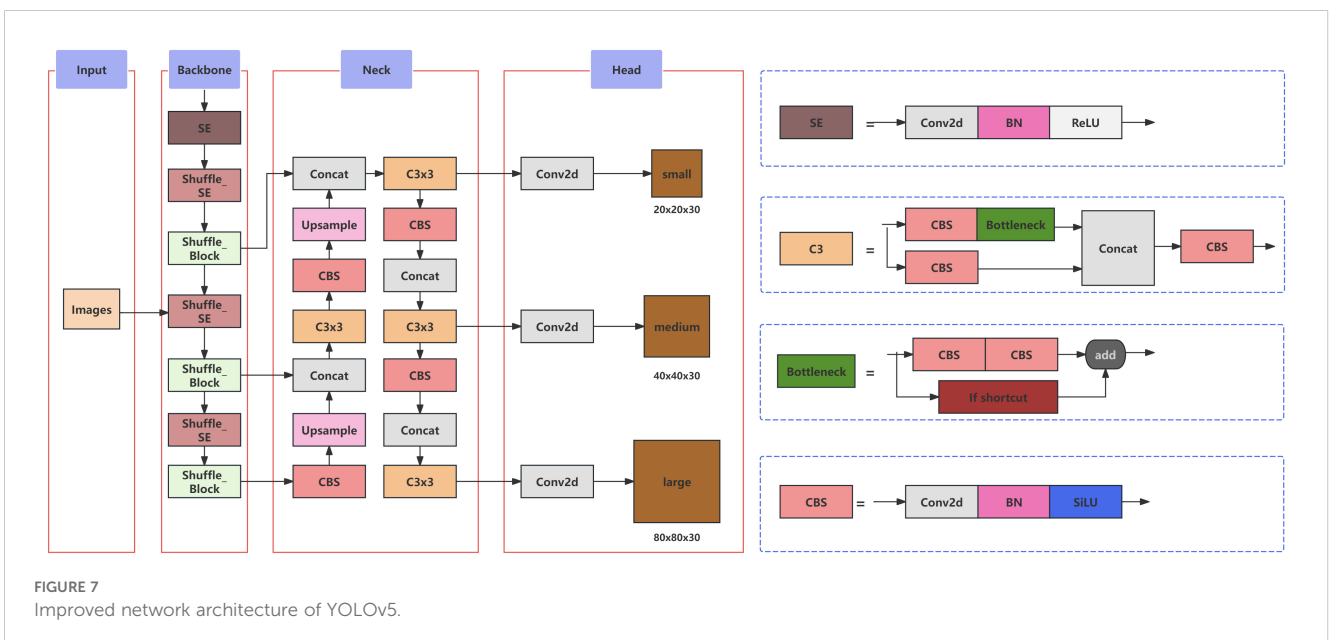 Input
Backbone
Neck
Head
Images
SE
Shuffle_
SE
Shuffle_
Block
Shuffle_
SE
Shuffle_
Block
Shuffle_
SE
Shuffle_
Block
Concat
Upsample
CBS
C3x3
Concat
Upsample
CBS
C3x3
CBS
Concat
C3x3
CBS
Concat
C3x3
Conv2d
small
20x20x30
Conv2d
medium
40x40x30
Conv2d
large
80x80x30
SE = Conv2d BN ReLU
C3 = CBS Bottleneck Concat CBS
CBS
Bottleneck = CBS CBS add
If shortcut
CBS = Conv2d BN SiLU
FIGURE 7
Improved network architecture of YOLOv5.